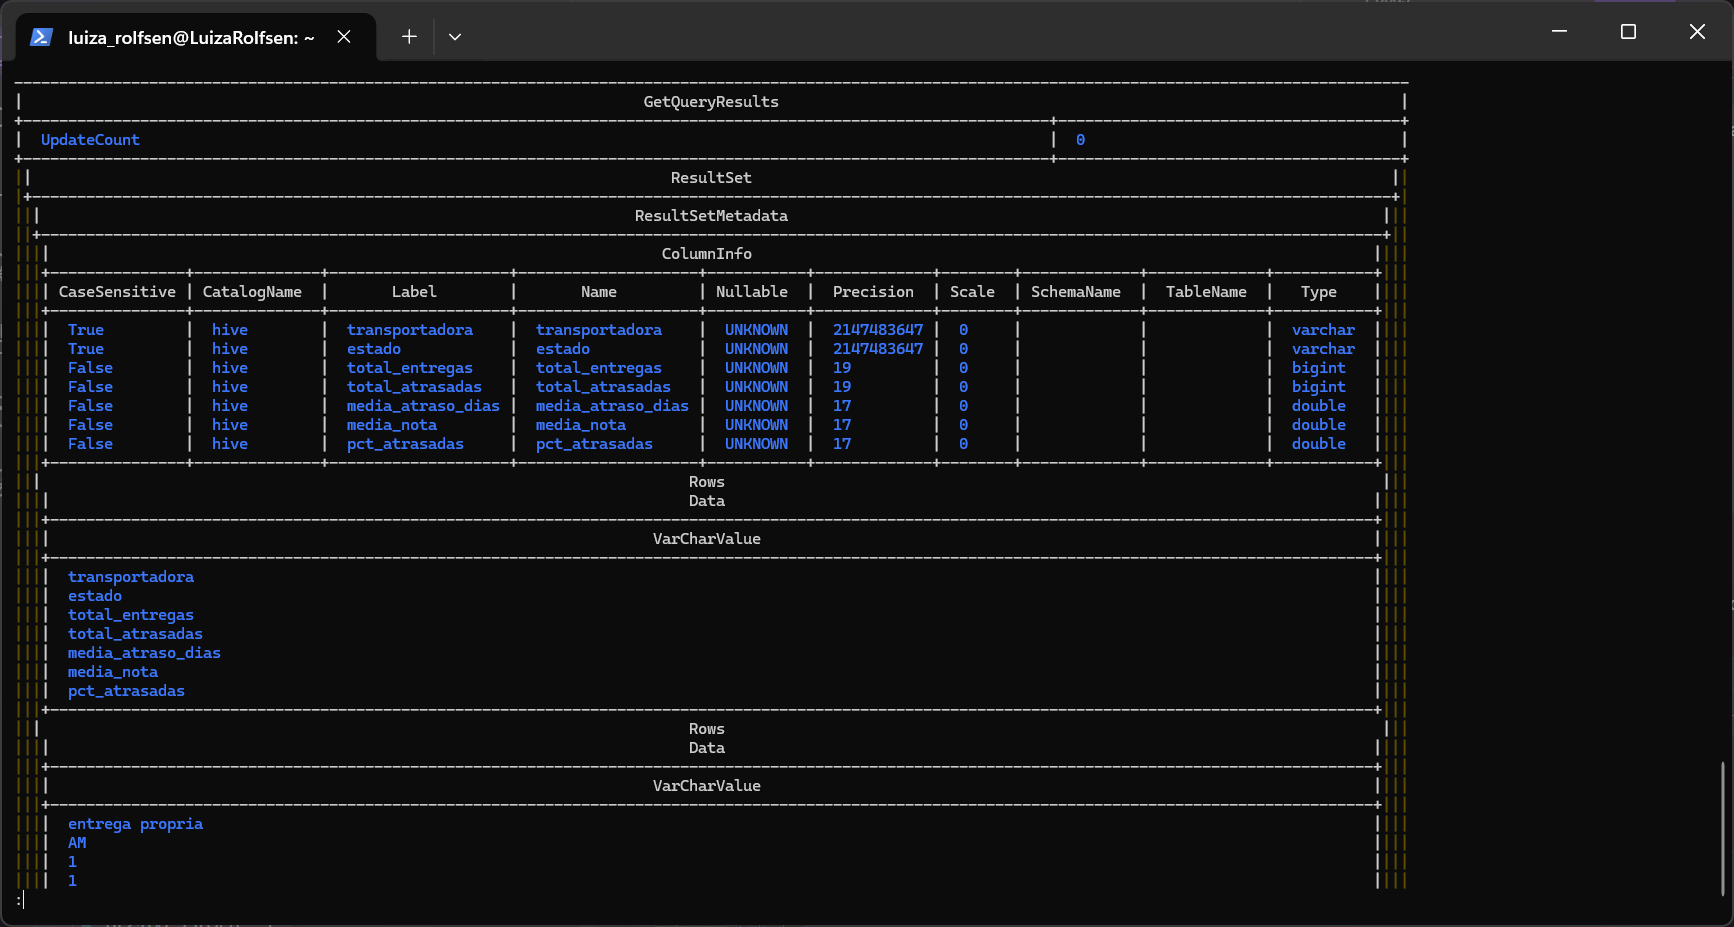 luiza_rolfsen@LuizaRolfsen: ~
GetQueryResults
UpdateCount | 0
ResultSet
ResultSetMetadata
ColumnInfo
CaseSensitive | CatalogName | Label | Name | Nullable | Precision | Scale | SchemaName | TableName | Type
True | hive | transportadora | transportadora | UNKNOWN | 2147483647 | 0 | | | varchar
True | hive | estado | estado | UNKNOWN | 2147483647 | 0 | | | varchar
False | hive | total_entregas | total_entregas | UNKNOWN | 19 | 0 | | | bigint
False | hive | total_atrasadas | total_atrasadas | UNKNOWN | 19 | 0 | | | bigint
False | hive | media_atraso_dias | media_atraso_dias | UNKNOWN | 17 | 0 | | | double
False | hive | media_nota | media_nota | UNKNOWN | 17 | 0 | | | double
False | hive | pct_atrasadas | pct_atrasadas | UNKNOWN | 17 | 0 | | | double
Rows
Data
VarCharValue
transportadora
estado
total_entregas
total_atrasadas
media_atraso_dias
media_nota
pct_atrasadas
Rows
Data
VarCharValue
entrega propria
AM
1
1
: